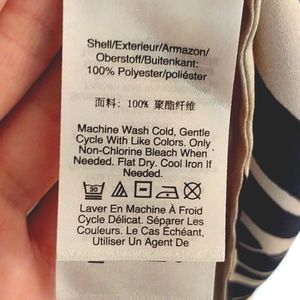 Shell/Exterieur/Armazon/
Oberstoff/Buitenkant:
100% Polyester/poliéster
面料: 100% 聚酯纤维
Machine Wash Cold, Gentle
Cycle With Like Colors. Only
Non-Chlorine Bleach When
Needed. Flat Dry. Cool Iron If
Needed.
30
Laver En Machine À Froid
Cycle Délicat. Séparer Les
Couleurs. Le Cas Échéant,
Utiliser Un Agent De